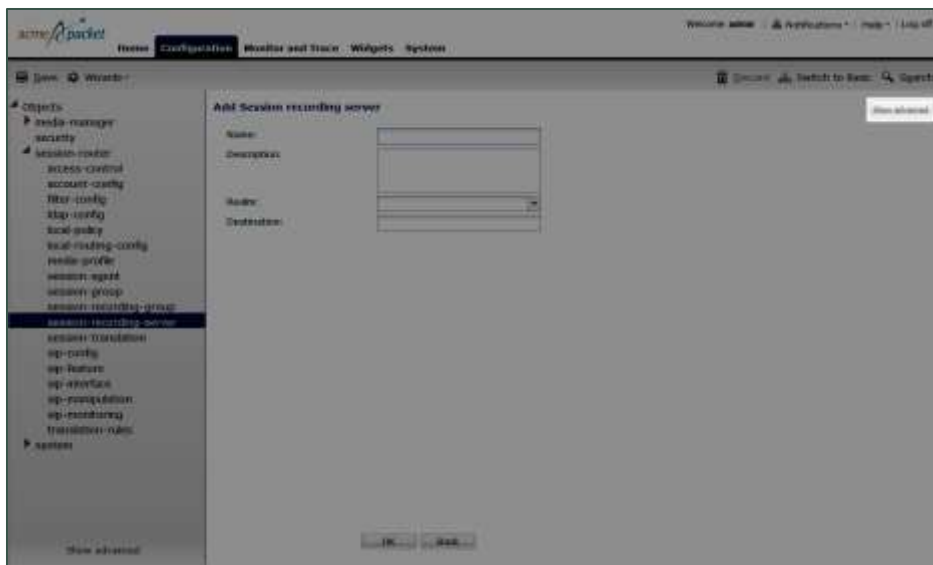 acme packet
Welcome admin Notifications Help Log off
Home Configuration Monitor and Trace Widgets System
Save Wizards
Discard Switch to Basic Search
Objects
media-manager
security
session-router
access-control
account-config
filter-config
ldap-config
local-policy
local-routing-config
media-profile
session-agent
session-group
session-recording-group
session-recording-server
session-translation
sip-config
sip-feature
sip-interface
sip-manipulation
sip-monitoring
translation-rules
system
Show advanced
Add Session recording server
Show advanced
Name:
Description:
Realm:
Destination:
OK Back